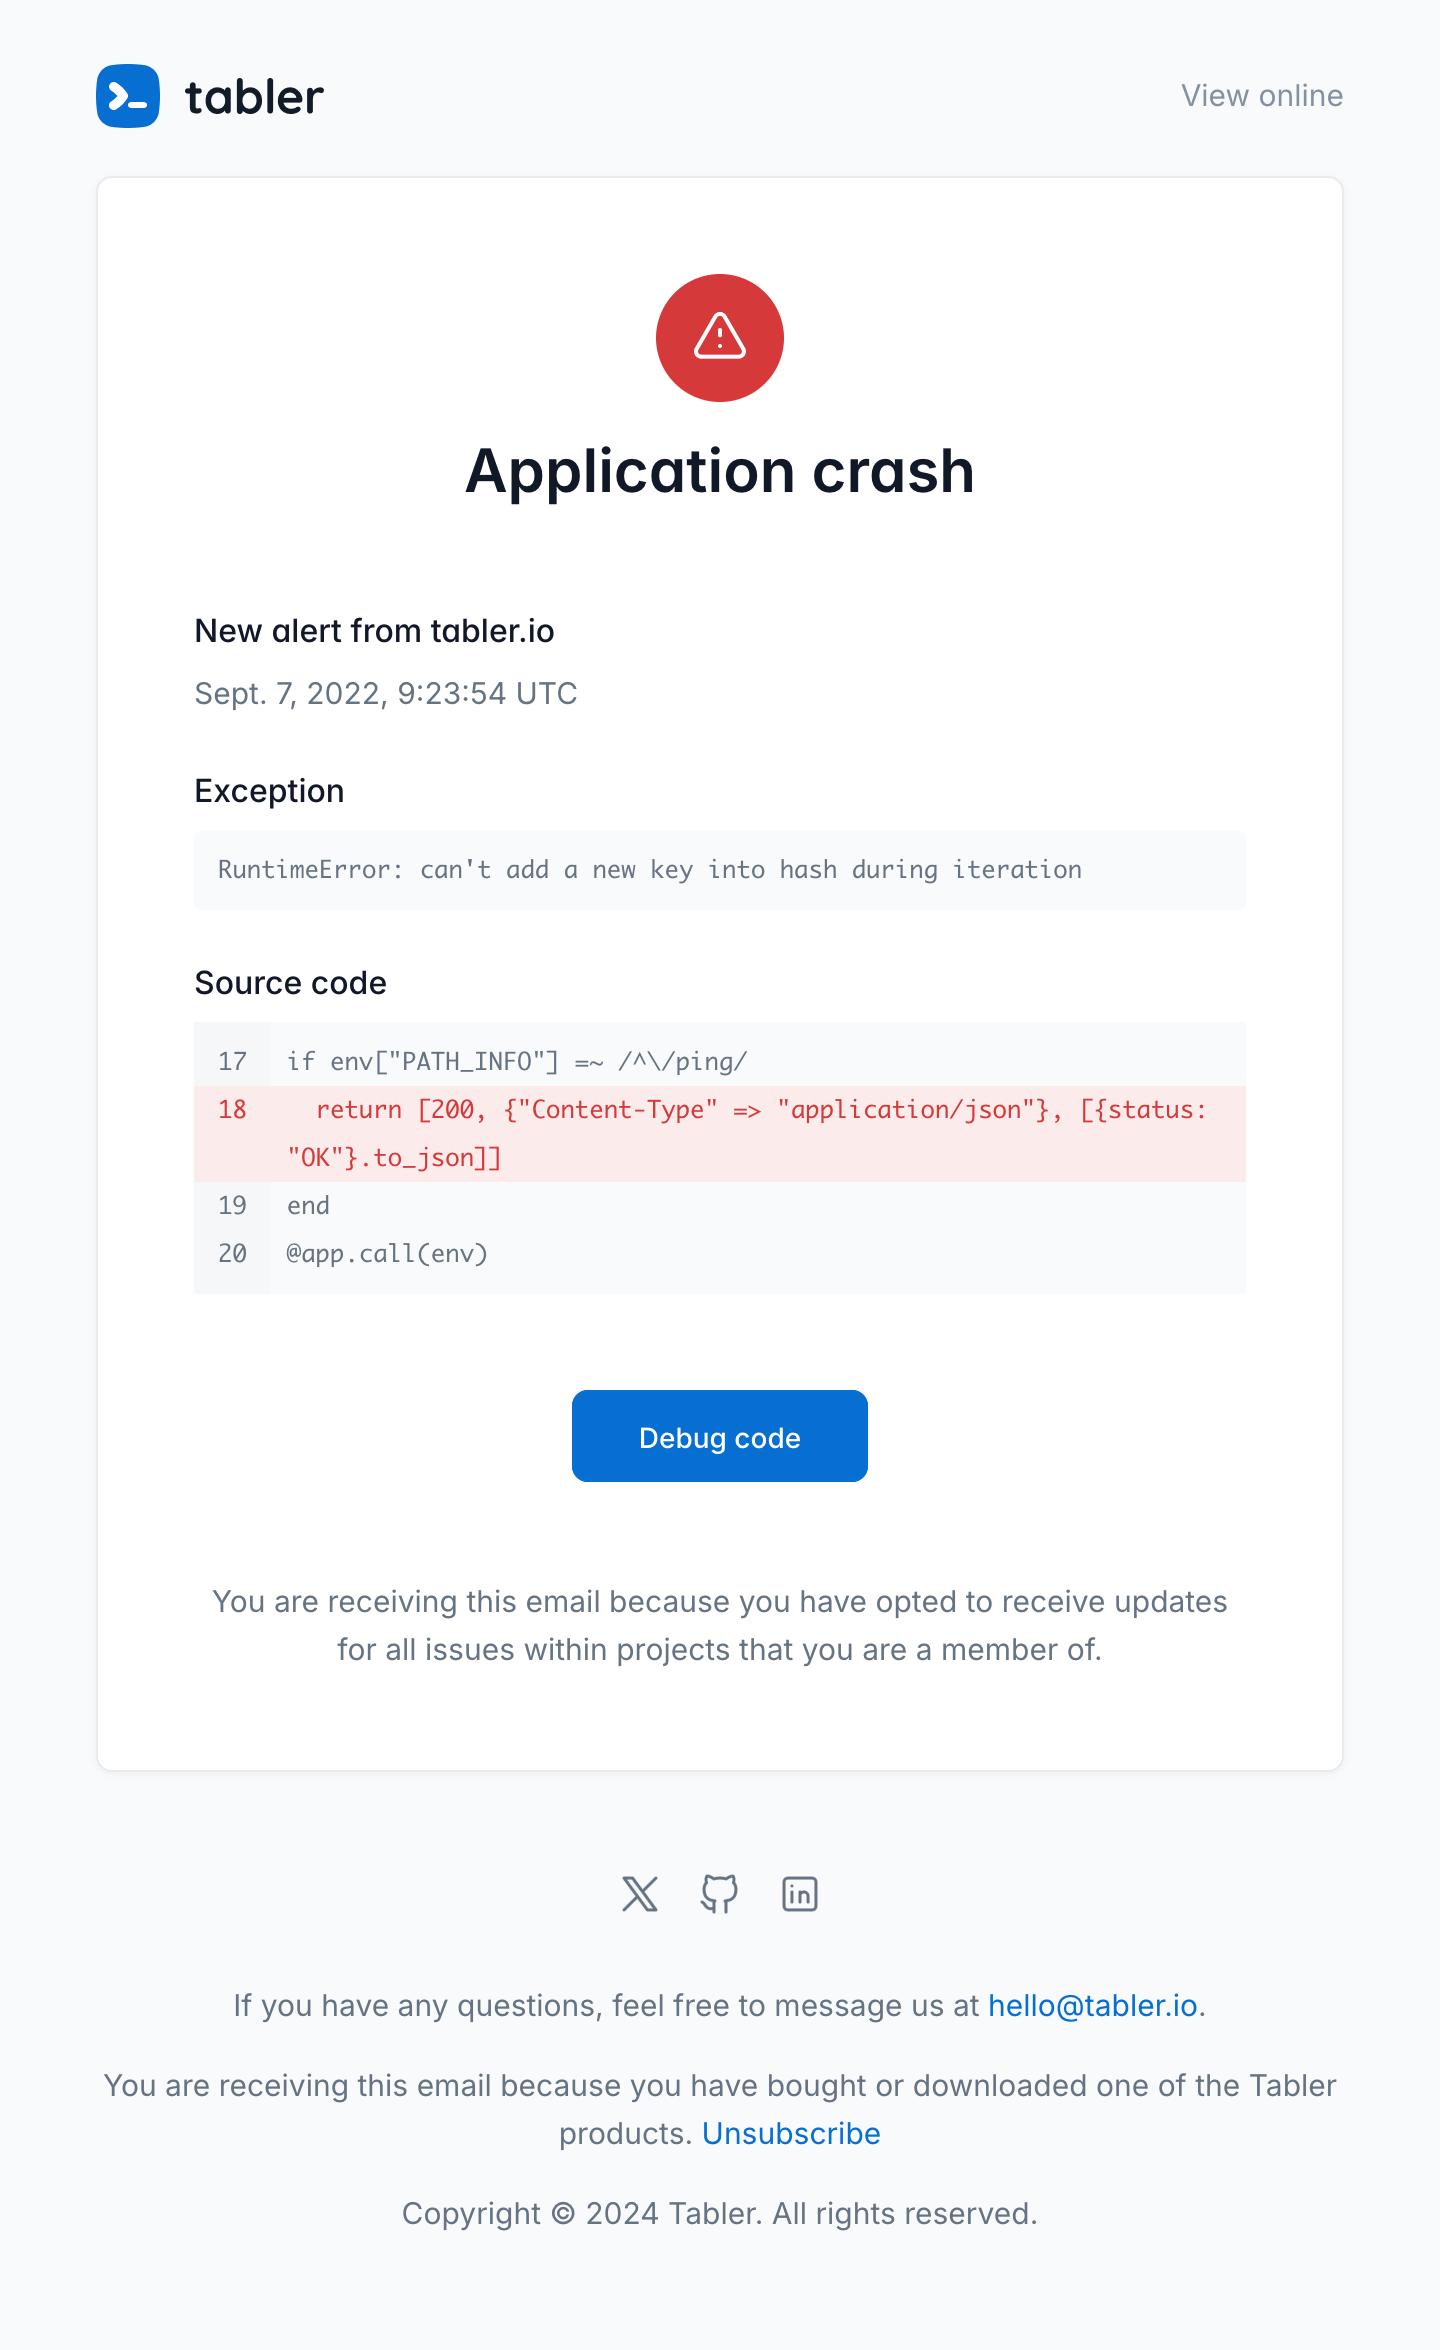 tabler
View online
Application crash
New alert from tabler.io
Sept. 7, 2022, 9:23:54 UTC
Exception
RuntimeError: can't add a new key into hash during iteration
Source code
17 if env["PATH_INFO"] =~ /^\/ping/
18   return [200, {"Content-Type" => "application/json"}, [{status:
"OK"}.to_json]]
19 end
20 @app.call(env)
Debug code
You are receiving this email because you have opted to receive updates
for all issues within projects that you are a member of.
If you have any questions, feel free to message us at hello@tabler.io.
You are receiving this email because you have bought or downloaded one of the Tabler
products. Unsubscribe
Copyright © 2024 Tabler. All rights reserved.